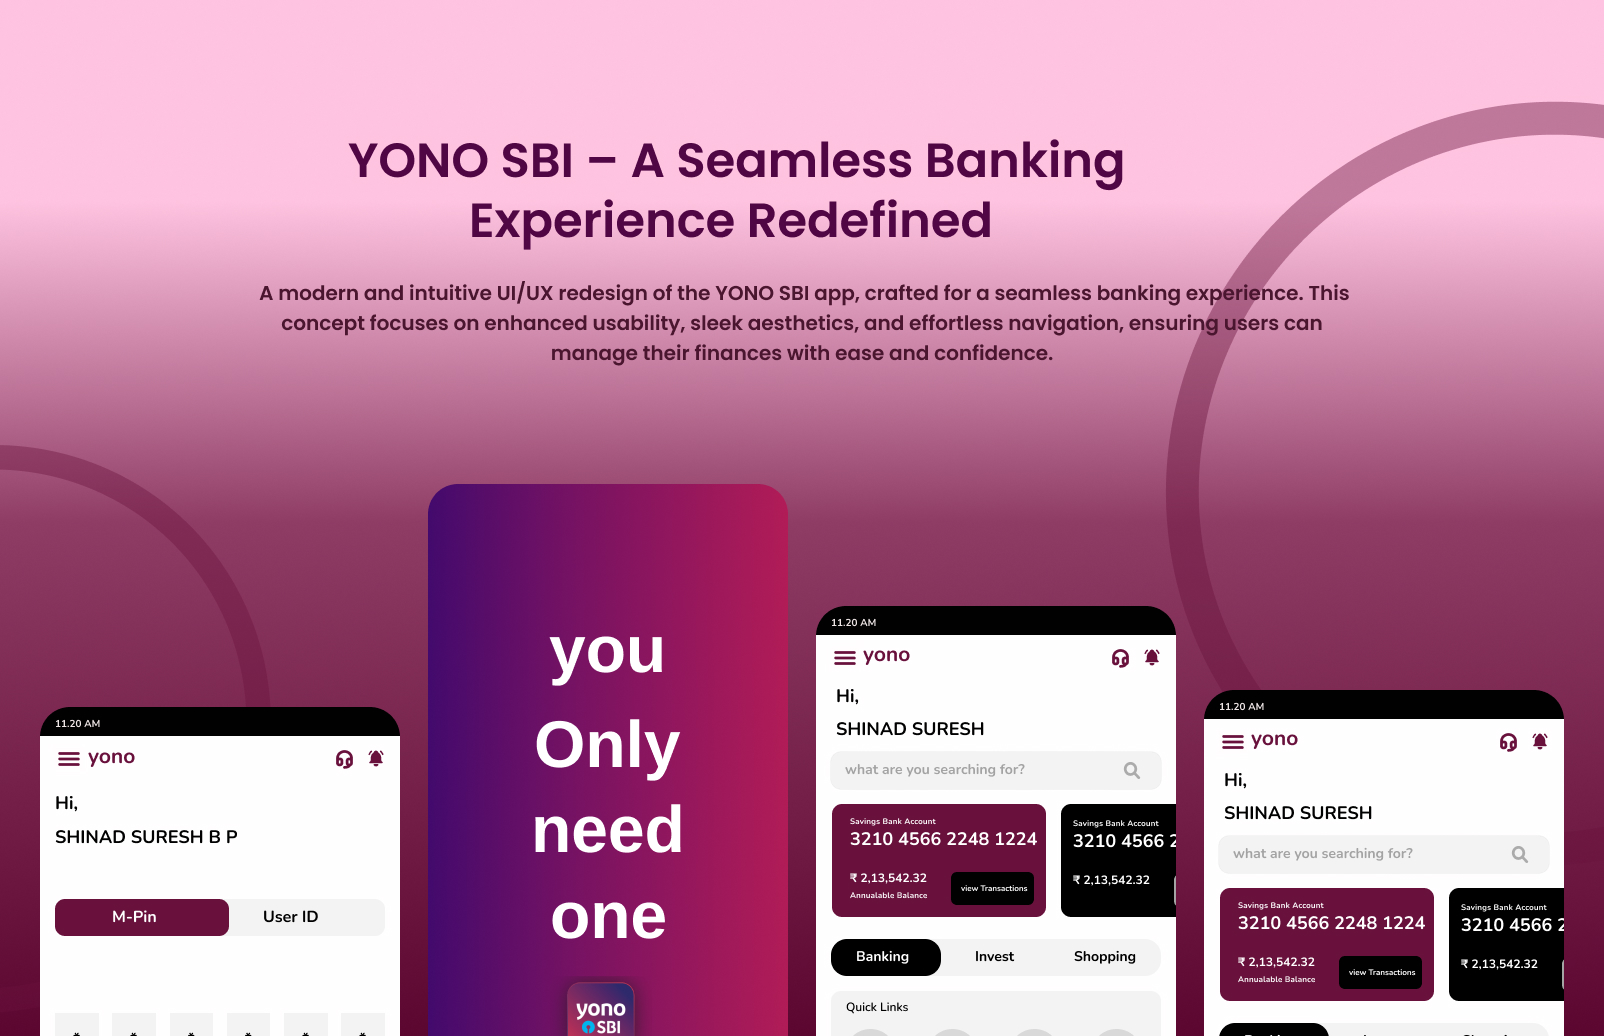 YONO SBI – A Seamless Banking
Experience Redefined
A modern and intuitive UI/UX redesign of the YONO SBI app, crafted for a seamless banking experience. This
concept focuses on enhanced usability, sleek aesthetics, and effortless navigation, ensuring users can
manage their finances with ease and confidence.
11.20 AM
yono
Hi,
SHINAD SURESH B P
M-Pin
User ID
* * * * * *
you
Only
need
one
yono
SBI
11.20 AM
yono
Hi,
SHINAD SURESH
what are you searching for?
Savings Bank Account
3210 4566 2248 1224
₹ 2,13,542.32
Annualable Balance
view Transactions
Savings Bank Account
3210 4566 2
₹ 2,13,542.32
Banking
Invest
Shopping
Quick Links
11.20 AM
yono
Hi,
SHINAD SURESH
what are you searching for?
Savings Bank Account
3210 4566 2248 1224
₹ 2,13,542.32
Annualable Balance
view Transactions
Savings Bank Account
3210 4566 2
₹ 2,13,542.32